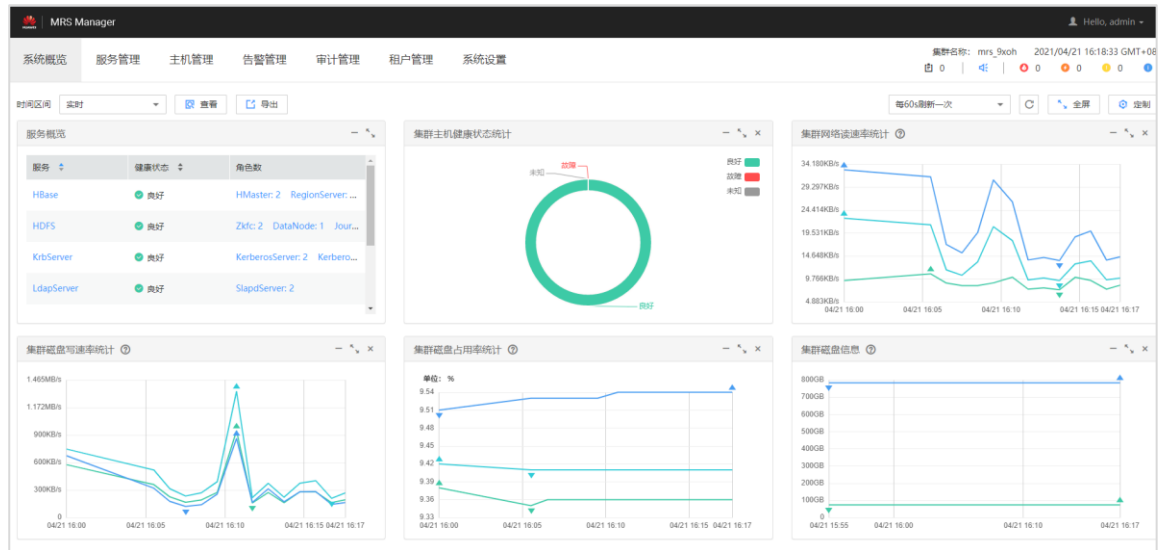 HUAWEI MRS Manager Hello, admin
系统概览 服务管理 主机管理 告警管理 审计管理 租户管理 系统设置 集群名称: mrs_9xoh 2021/04/21 16:18:33 GMT+08
0 0 0 0
时间区间 实时 查看 导出 每60s刷新一次 全屏 定制
服务概览
服务 健康状态 角色数
HBase 良好 HMaster: 2 RegionServer: ...
HDFS 良好 Zkfc: 2 DataNode: 1 Jour...
KrbServer 良好 KerberosServer: 2 Kerbero...
LdapServer 良好 SlapdServer: 2
集群主机健康状态统计
故障
未知
良好
良好
故障
未知
集群网络读速率统计
34.180KB/s
29.297KB/s
24.414KB/s
19.531KB/s
14.648KB/s
9.766KB/s
4.883KB/s
04/21 16:00 04/21 16:05 04/21 16:10 04/21 16:15 04/21 16:17
集群磁盘写速率统计
1.465MB/s
1.172MB/s
900KB/s
600KB/s
300KB/s
0
04/21 16:00 04/21 16:05 04/21 16:10 04/21 16:15 04/21 16:17
集群磁盘占用率统计
单位: %
9.54
9.51
9.48
9.45
9.42
9.39
9.36
9.33
04/21 16:00 04/21 16:05 04/21 16:10 04/21 16:15 04/21 16:17
集群磁盘信息
800GB
700GB
600GB
500GB
400GB
300GB
200GB
100GB
0
04/21 15:55 04/21 16:00 04/21 16:10 04/21 16:17